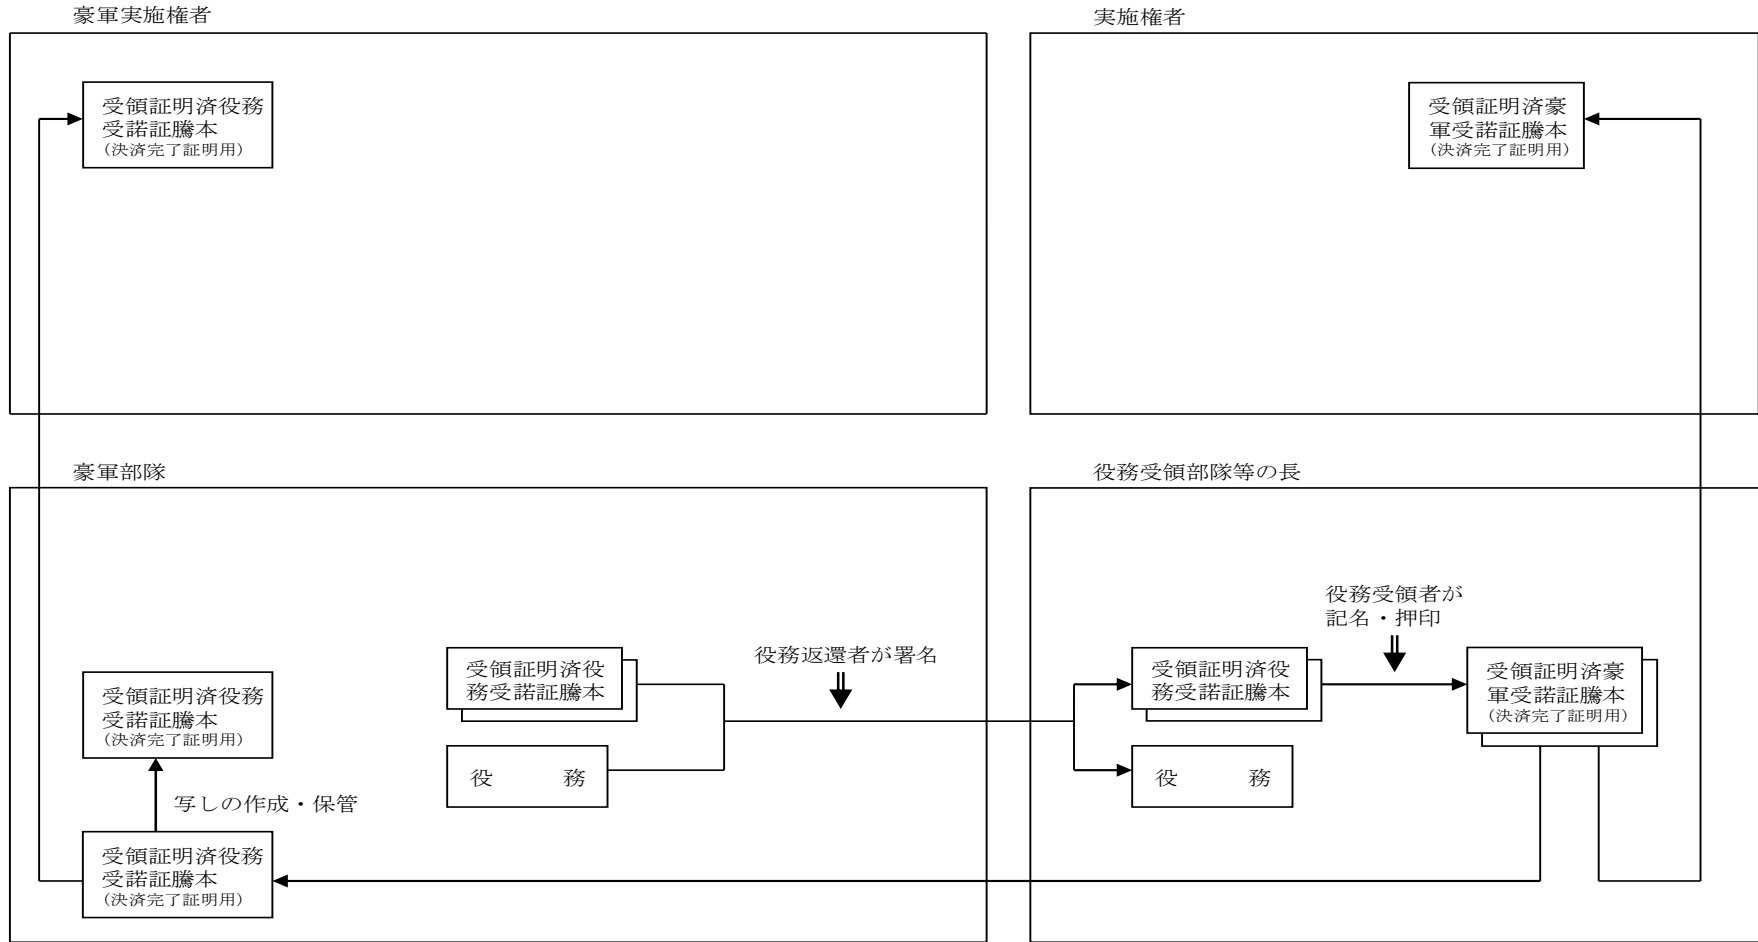 豪軍実施権者
実施権者
受領証明済役務
受諾証謄本
（決済完了証明用）
受領証明済豪
軍受諾証謄本
（決済完了証明用）
豪軍部隊
役務受領部隊等の長
役務受領者が
記名・押印
役務返還者が署名
受領証明済役
務受諾証謄本
受領証明済役
務受諾証謄本
受領証明済豪
軍受諾証謄本
（決済完了証明用）
受領証明済役務
受諾証謄本
（決済完了証明用）
役　　　務
役　　　務
写しの作成・保管
受領証明済役務
受諾証謄本
（決済完了証明用）